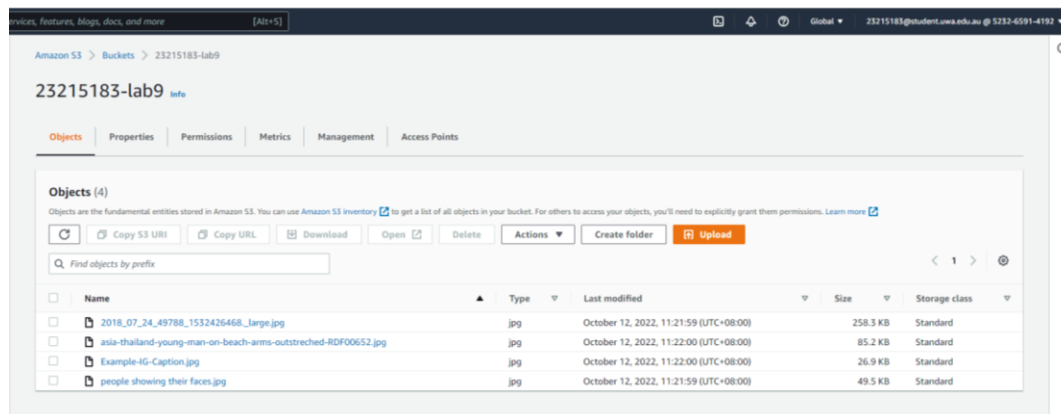 ervices, features, blogs, docs, and more [Alt+S] Global ▼ 23215183@student.uwa.edu.au @ 5232-6591-4192
Amazon S3 > Buckets > 23215183-lab9
23215183-lab9 Info
Objects Properties Permissions Metrics Management Access Points
Objects (4)
Objects are the fundamental entities stored in Amazon S3. You can use Amazon S3 inventory to get a list of all objects in your bucket. For others to access your objects, you'll need to explicitly grant them permissions. Learn more
Copy S3 URI Copy URL Download Open Delete Actions ▼ Create folder Upload
Find objects by prefix < 1 >
Name ▲ Type Last modified Size Storage class
2018_07_24_49788_1532426468._large.jpg jpg October 12, 2022, 11:21:59 (UTC+08:00) 258.3 KB Standard
asia-thailand-young-man-on-beach-arms-outstreched-RDF00652.jpg jpg October 12, 2022, 11:22:00 (UTC+08:00) 85.2 KB Standard
Example-IG-Caption.jpg jpg October 12, 2022, 11:22:00 (UTC+08:00) 26.9 KB Standard
people showing their faces.jpg jpg October 12, 2022, 11:21:59 (UTC+08:00) 49.5 KB Standard